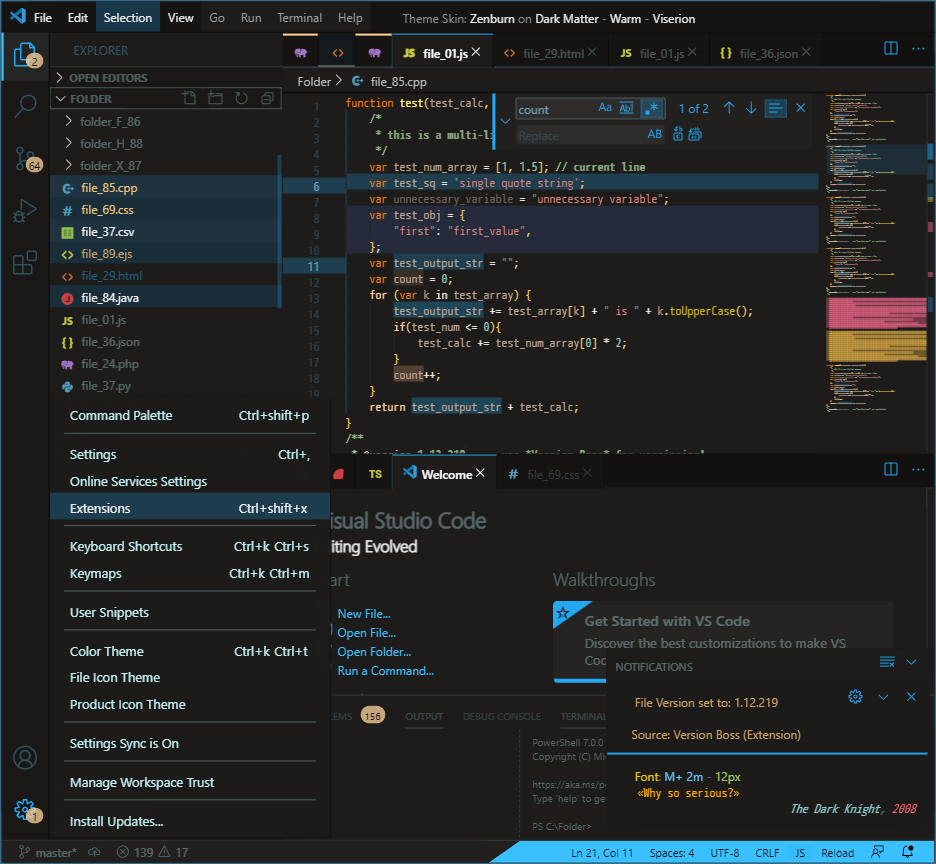 File Edit Selection View Go Run Terminal Help Theme Skin: Zenburn on Dark Matter - Warm - Viserion
2
EXPLORER
file_01.js file_29.html file_01.js file_36.json
OPEN EDITORS
FOLDER
Folder > file_85.cpp
folder_F_86
folder_H_88
folder_X_87
64
file_85.cpp
file_69.css
file_37.csv
file_89.ejs
file_29.html
file_84.java
file_01.js
file_36.json
file_24.php
file_37.py
count Aa Abl .* 1 of 2
Replace AB
1 function test(test_calc,
2 /*
3 * this is a multi-li
4 */
5 var test_num_array = [1, 1.5]; // current line
6 var test_sq = 'single quote string';
7 var unnecessary_variable = "unnecessary variable";
8 var test_obj = {
9 "first": "first_value",
10 };
11 var test_output_str = "";
12 var count = 0;
13 for (var k in test_array) {
14 test_output_str += test_array[k] + " is " + k.toUpperCase();
15 if(test_num <= 0){
16 test_calc += test_num_array[0] * 2;
17 }
18 count++;
19 }
return test_output_str + test_calc;
}
/**
Command Palette Ctrl+shift+p
Settings Ctrl+,
Online Services Settings
Extensions Ctrl+shift+x
Keyboard Shortcuts Ctrl+k Ctrl+s
Keymaps Ctrl+k Ctrl+m
User Snippets
Color Theme Ctrl+k Ctrl+t
File Icon Theme
Product Icon Theme
Settings Sync is On
Manage Workspace Trust
Install Updates...
1
TS Welcome file_69.css
isual Studio Code
iting Evolved
art
New File...
Open File...
Open Folder...
Run a Command...
Walkthroughs
Get Started with VS Code
Discover the best customizations to make VS
Coc
NOTIFICATIONS
File Version set to: 1.12.219
Source: Version Boss (Extension)
Font: M+ 2m - 12px
«Why so serious?»
The Dark Knight, 2008
LEMS 156 OUTPUT DEBUG CONSOLE TERMINAL
PowerShell 7.0.0
Copyright (C) Mi
https://aka.ms/p
Type 'help' to ge
PS C:\Folder>
master* 139 17 Ln 21, Col 11 Spaces: 4 UTF-8 CRLF JS Reload